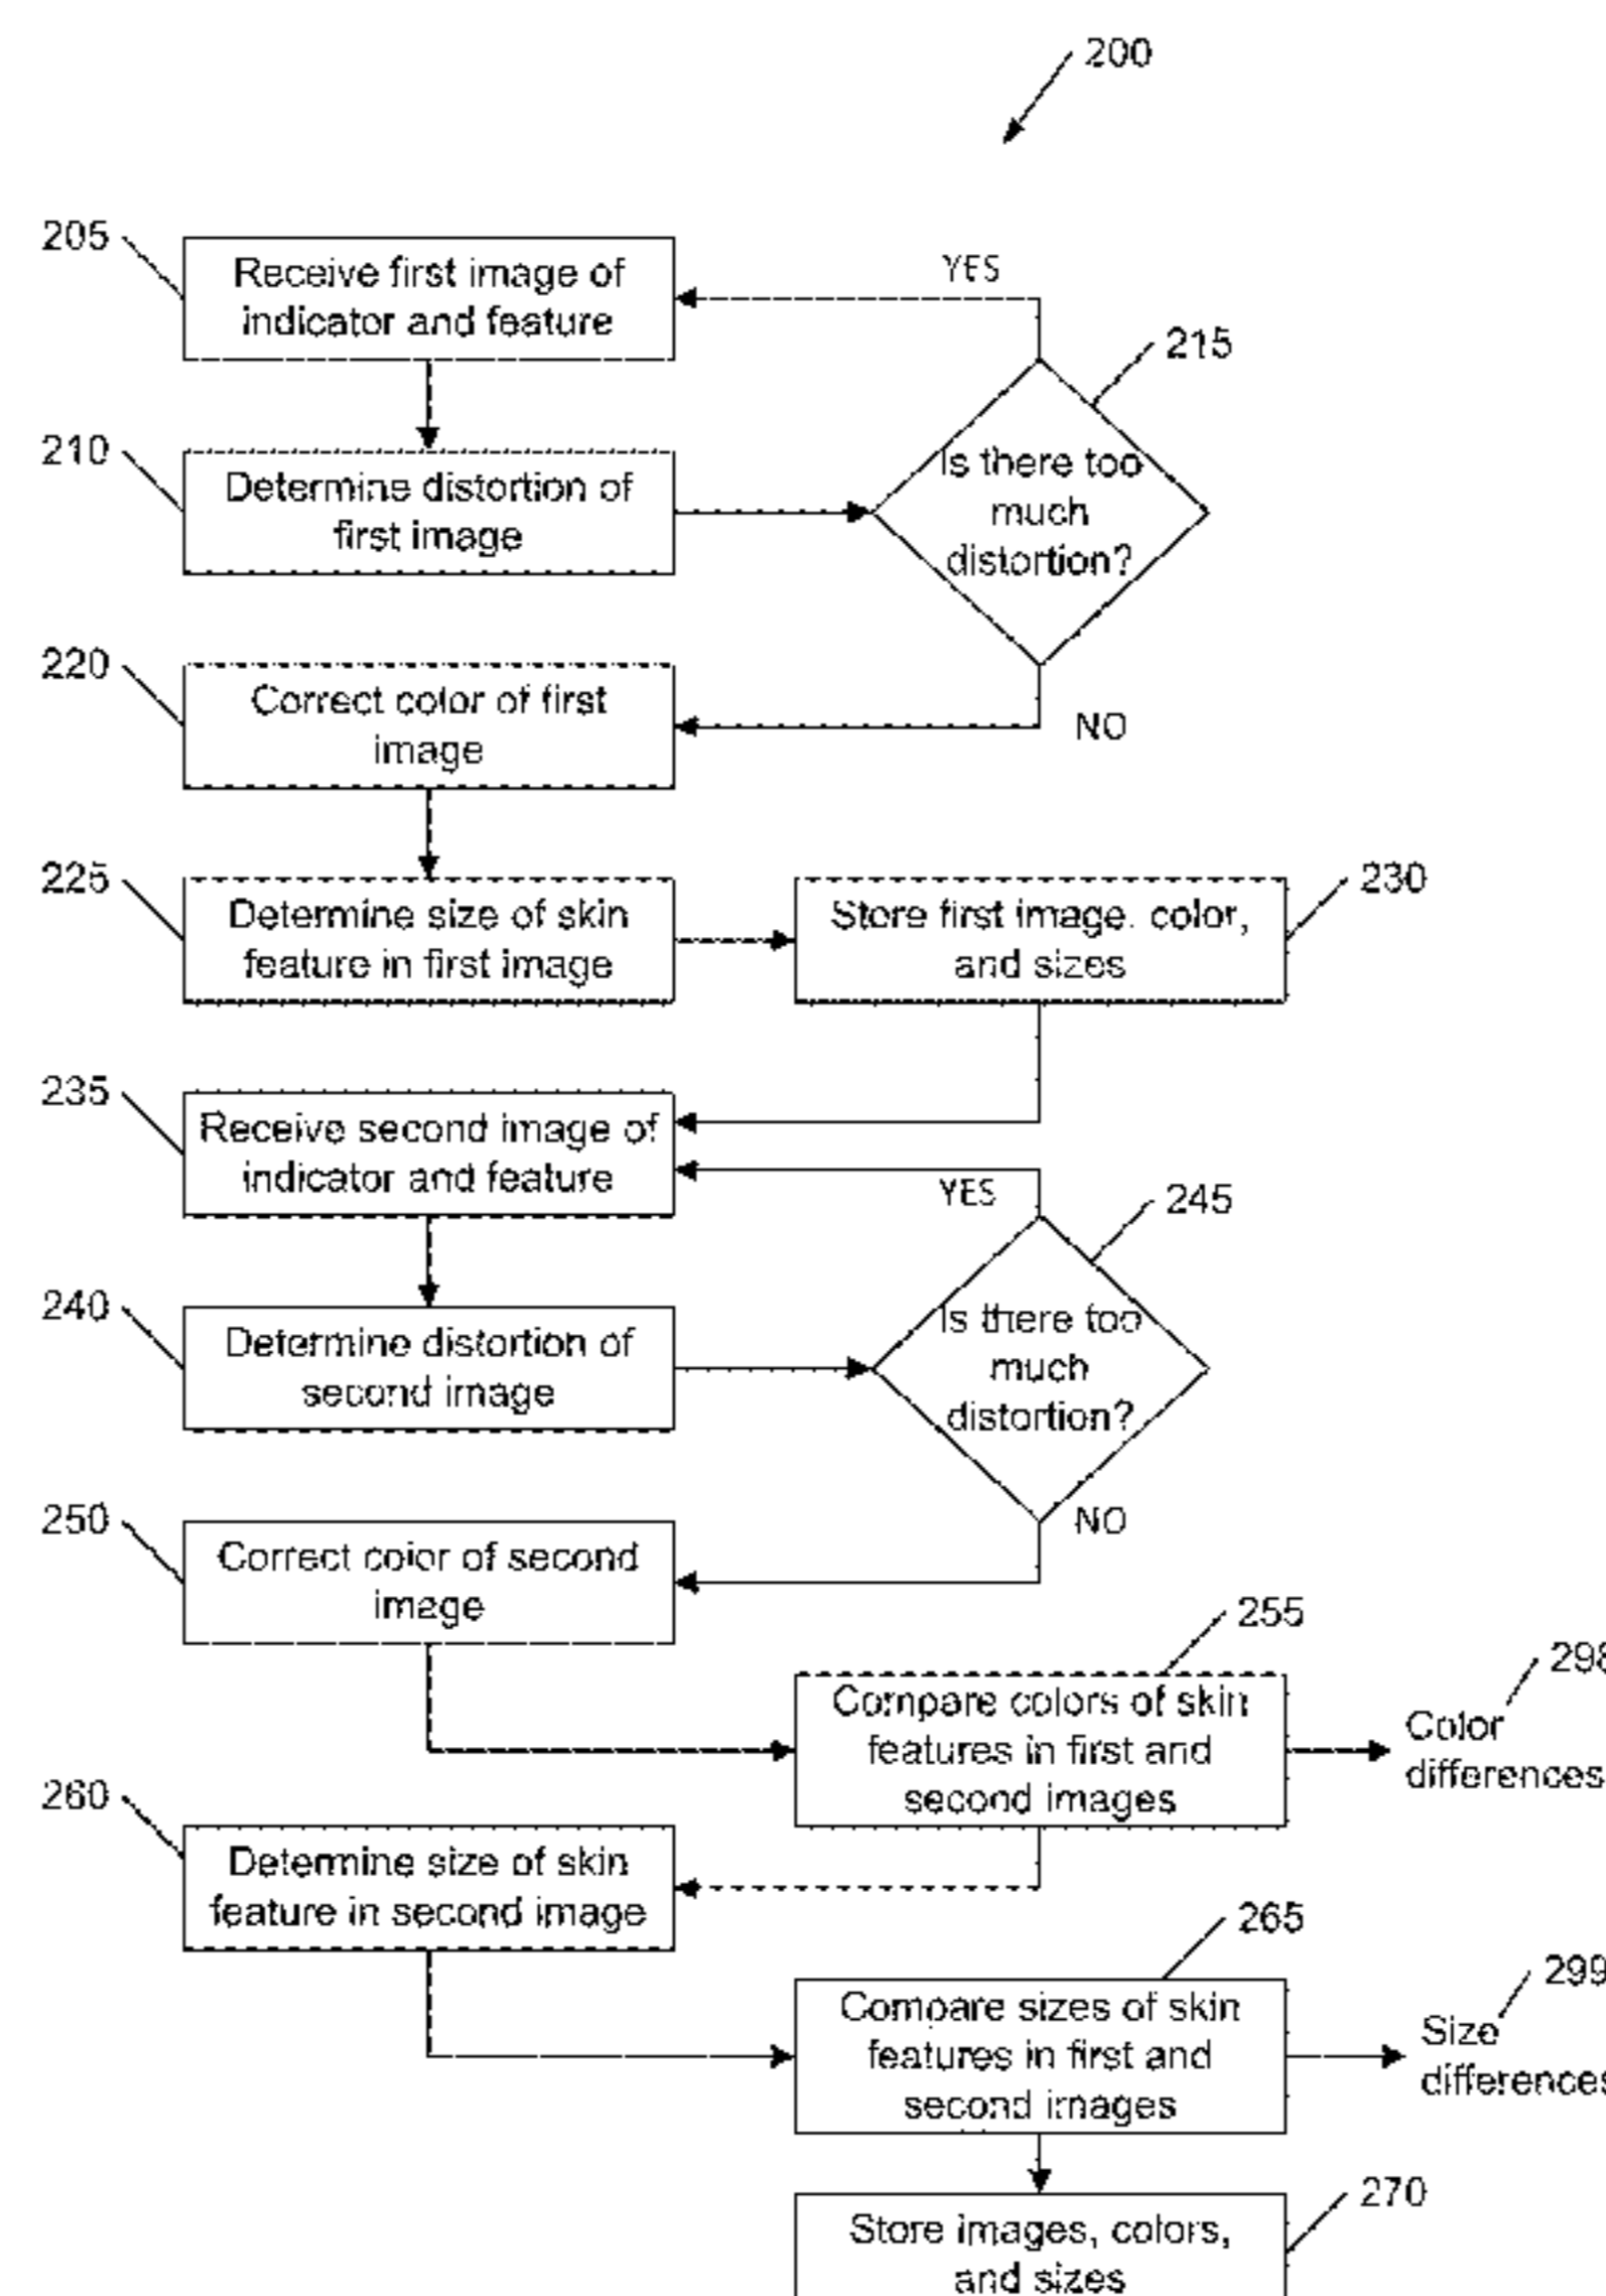 200
205
Receive first image of
indicator and feature
YES
215
210
Determine distortion of
first image
Is there too
much
distortion?
220
Correct color of first
image
NO
225
Determine size of skin
feature in first image
Store first image, color,
and sizes
230
235
Receive second image of
indicator and feature
YES
245
240
Determine distortion of
second image
Is there too
much
distortion?
250
Correct color of second
image
NO
255
Compare colors of skin
features in first and
second images
298
Color
differences
260
Determine size of skin
feature in second image
265
Compare sizes of skin
features in first and
second images
299
Size
differences
270
Store images, colors,
and sizes